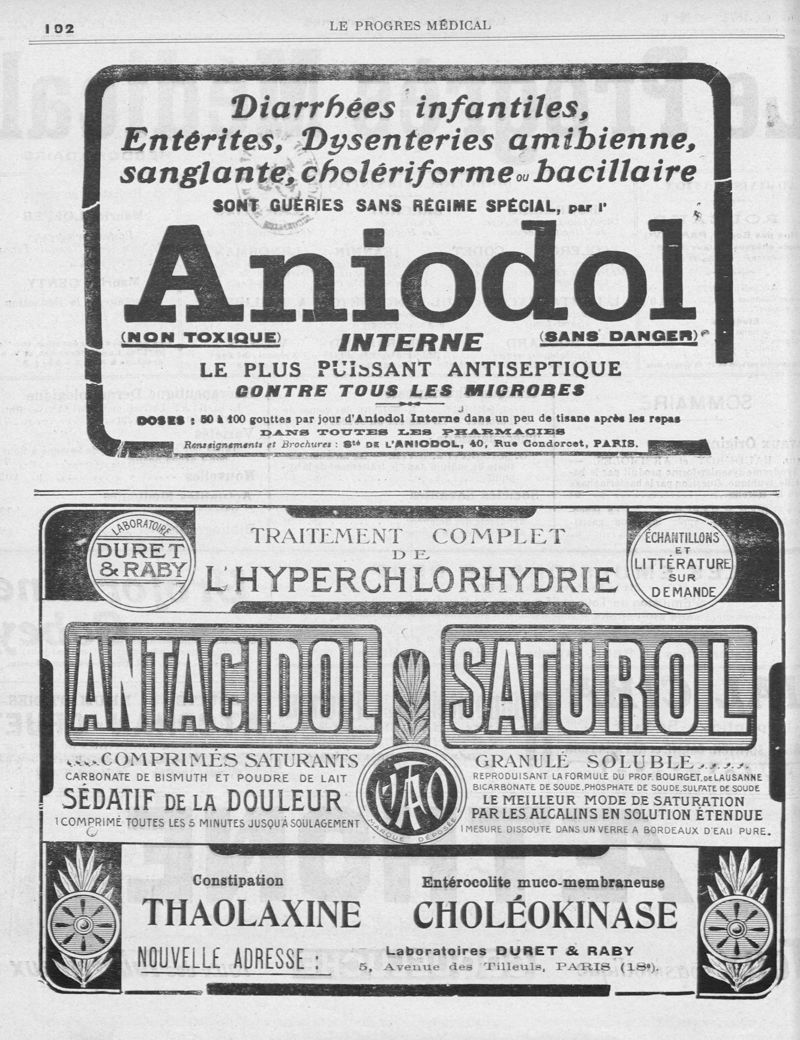 102
LE PROGRES MÉDICAL
Diarrhées infantiles,
Entérites, Dysenteries amibienne,
sanglante, cholériforme ou bacillaire
SONT GUÉRIES SANS RÉGIME SPÉCIAL, par l'
Aniodol
(NON TOXIQUE) INTERNE (SANS DANGER)
LE PLUS PUISSANT ANTISEPTIQUE
CONTRE TOUS LES MICROBES
DOSES : 50 à 100 gouttes par jour d'Aniodol Interne dans un peu de tisane après les repas
DANS TOUTES LES PHARMACIES
Renseignements et Brochures : Sté DE L'ANIODOL, 40, Rue Condorcet, PARIS.
LABORATOIRE
DURET
& RABY
TRAITEMENT COMPLET
DE
L'HYPERCHLORHYDRIE
ÉCHANTILLONS
ET
LITTÉRATURE
SUR
DEMANDE
ANTACIDOL
SATUROL
COMPRIMÉS SATURANTS
CARBONATE DE BISMUTH ET POUDRE DE LAIT
SÉDATIF DE LA DOULEUR
1 COMPRIMÉ TOUTES LES 5 MINUTES JUSQU'À SOULAGEMENT
MARQUE DÉPOSÉE
GRANULÉ SOLUBLE
REPRODUISANT LA FORMULE DU PROF. BOURGET, DE LAUSANNE
BICARBONATE DE SOUDE, PHOSPHATE DE SOUDE, SULFATE DE SOUDE
LE MEILLEUR MODE DE SATURATION
PAR LES ALCALINS EN SOLUTION ÉTENDUE
1 MESURE DISSOUTE DANS UN VERRE A BORDEAUX D'EAU PURE.
Constipation
THAOLAXINE
Entérocolite muco-membraneuse
CHOLÉOKINASE
NOUVELLE ADRESSE :
Laboratoires DURET & RABY
5, Avenue des Tilleuls, PARIS (18e).